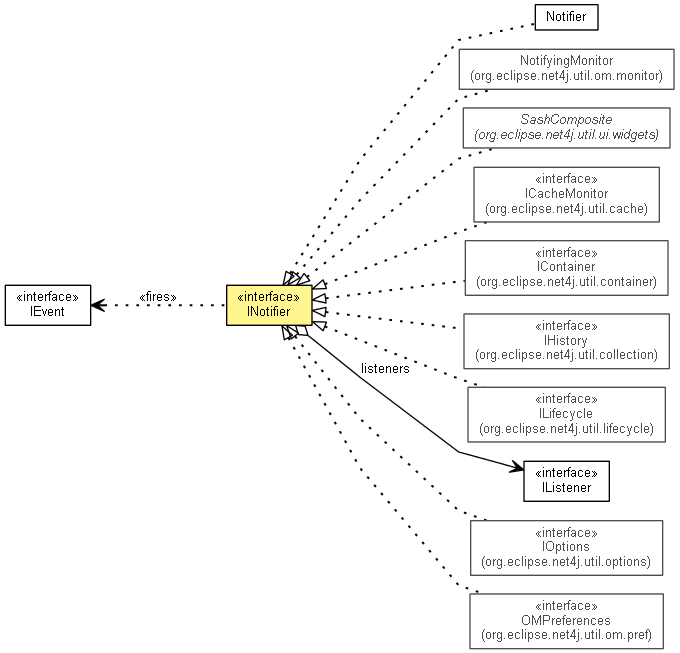 Notifier
NotifyingMonitor
(org.eclipse.net4j.util.om.monitor)
SashComposite
(org.eclipse.net4j.util.ui.widgets)
«interface»
ICacheMonitor
(org.eclipse.net4j.util.cache)
«interface»
IContainer
(org.eclipse.net4j.util.container)
«interface»
IEvent
«fires»
«interface»
INotifier
«interface»
IHistory
(org.eclipse.net4j.util.collection)
listeners
«interface»
ILifecycle
(org.eclipse.net4j.util.lifecycle)
«interface»
IListener
«interface»
IOptions
(org.eclipse.net4j.util.options)
«interface»
OMPreferences
(org.eclipse.net4j.util.om.pref)